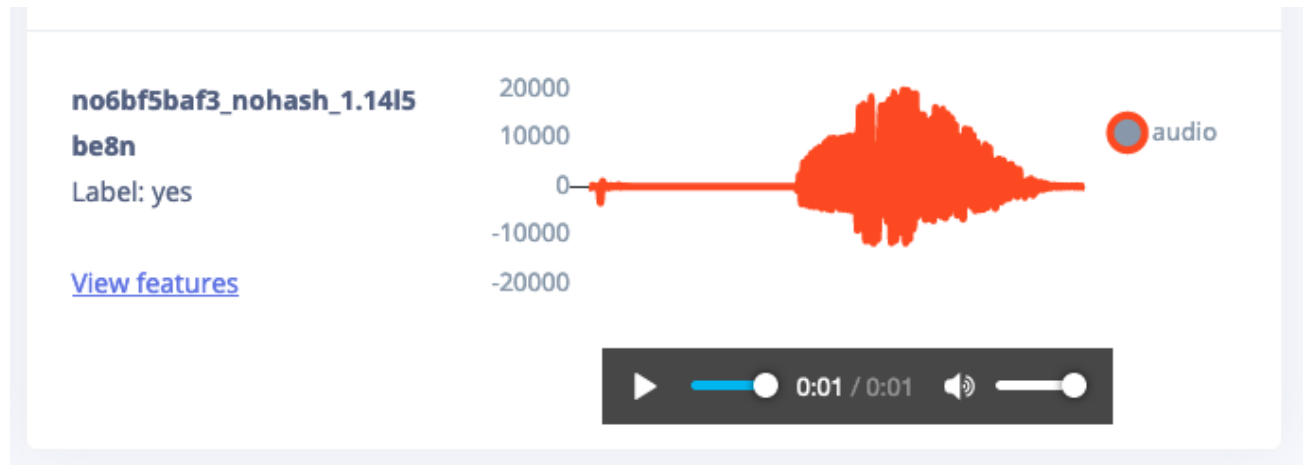 no6bf5baf3_nohash_1.14l5
be8n
Label: yes
View features
20000
10000
0
-10000
-20000
audio
0:01 / 0:01